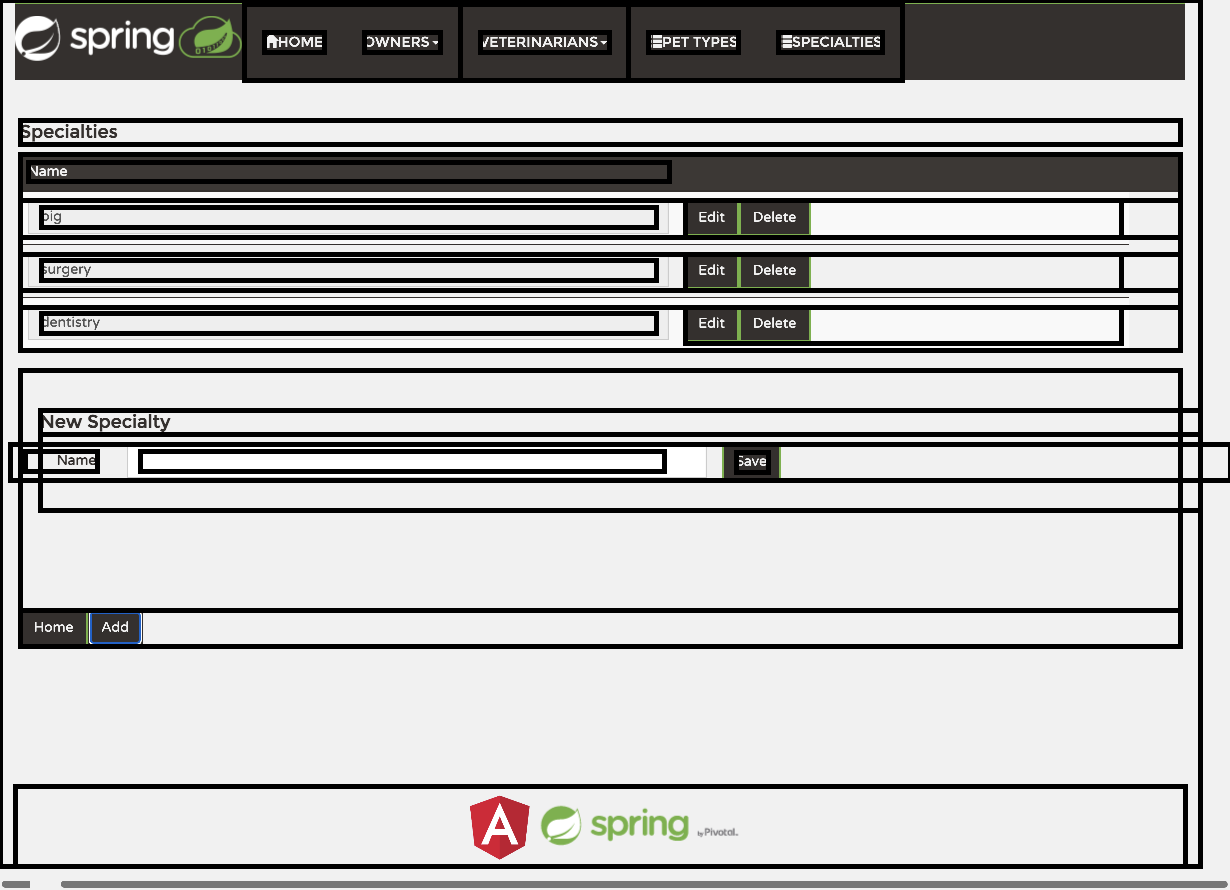 spring
HOME OWNERS VETERINARIANS PET TYPES SPECIALTIES
Specialties
Name
Edit Delete
surgery Edit Delete
dentistry Edit Delete
New Specialty
Name Save
Home Add
spring by Pivotal.